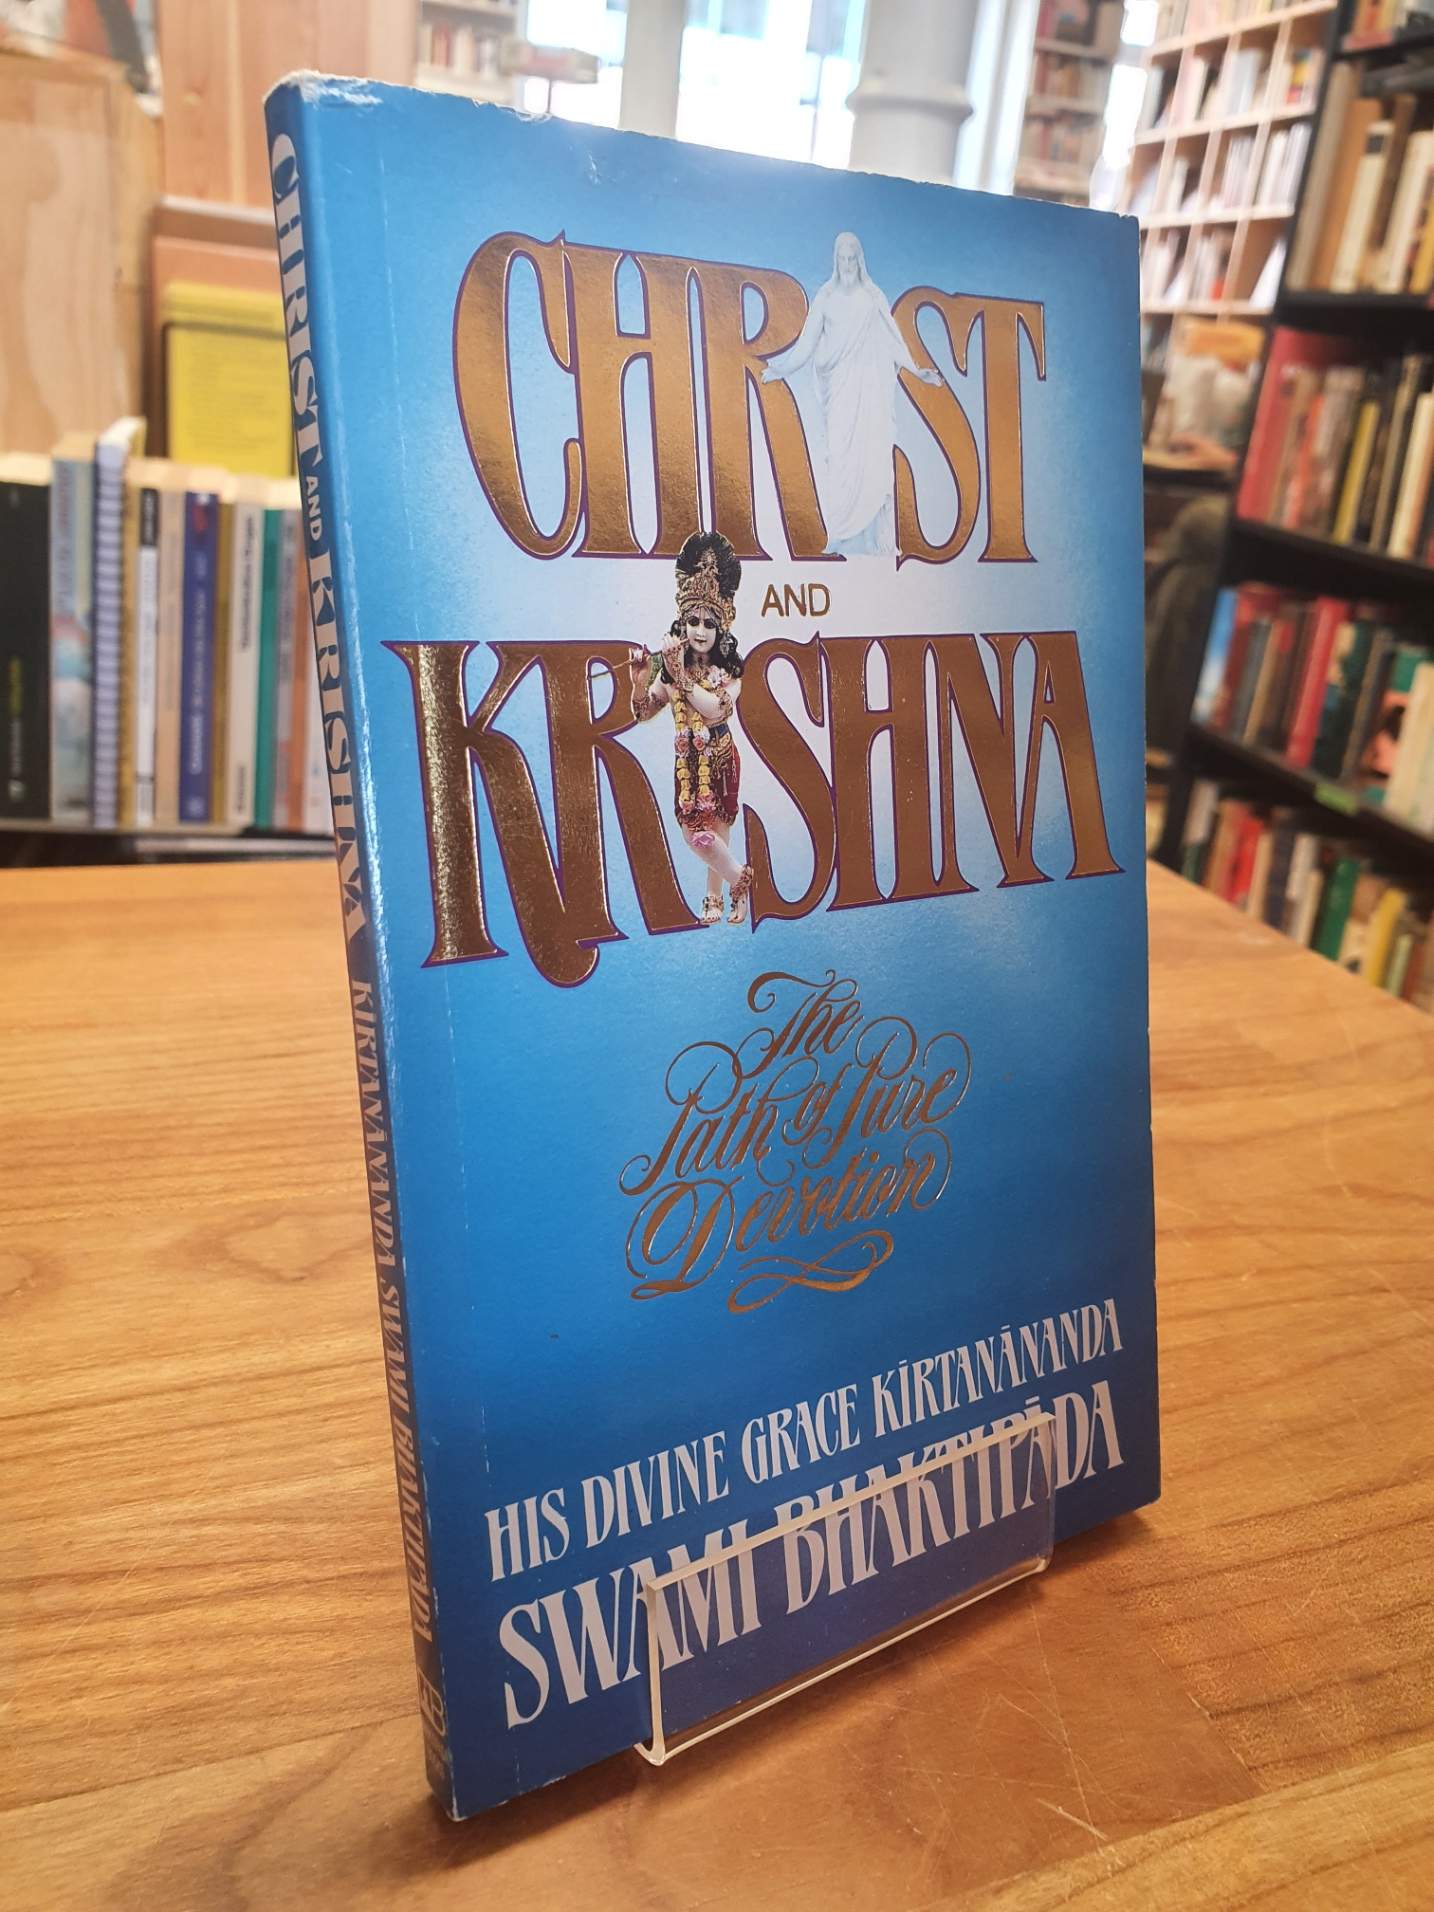 CHRIST
AND
KRISHNA
The
Path of Pure
Devotion
HIS DIVINE GRACE KĪRTANĀNANDA
SWAMI BHAKTIPĀDA
CHRIST AND KRISHNA KIRTANANANDA SWAMI BHAKTIPADA